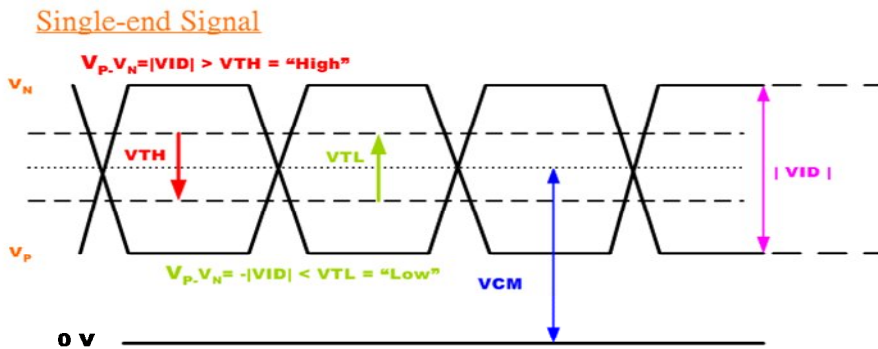 Single-end Signal
VP-VN=|VID| > VTH = “High”
VN
VTH
VTL
| VID |
VP
VP-VN= -|VID| < VTL = “Low”
VCM
0 V